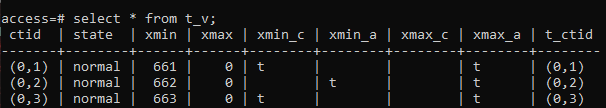 access=# select * from t_v;
ctid | state | xmin | xmax | xmin_c | xmin_a | xmax_c | xmax_a | t_ctid
-------+--------+------+------+--------+--------+--------+--------+--------
(0,1) | normal | 661 | 0 | t | | | t | (0,1)
(0,2) | normal | 662 | 0 | | t | | t | (0,2)
(0,3) | normal | 663 | 0 | t | | | t | (0,3)